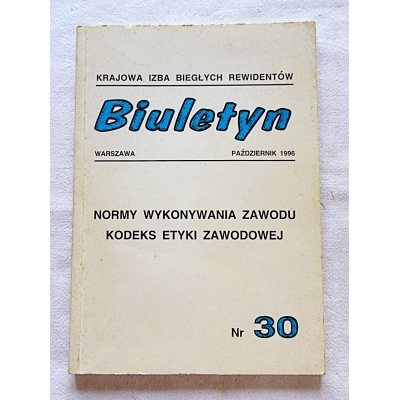 KRAJOWA IZBA BIEGŁYCH REWIDENTÓW
Biuletyn
WARSZAWA PAŹDZIERNIK 1996
NORMY WYKONYWANIA ZAWODU
KODEKS ETYKI ZAWODOWEJ
Nr 30